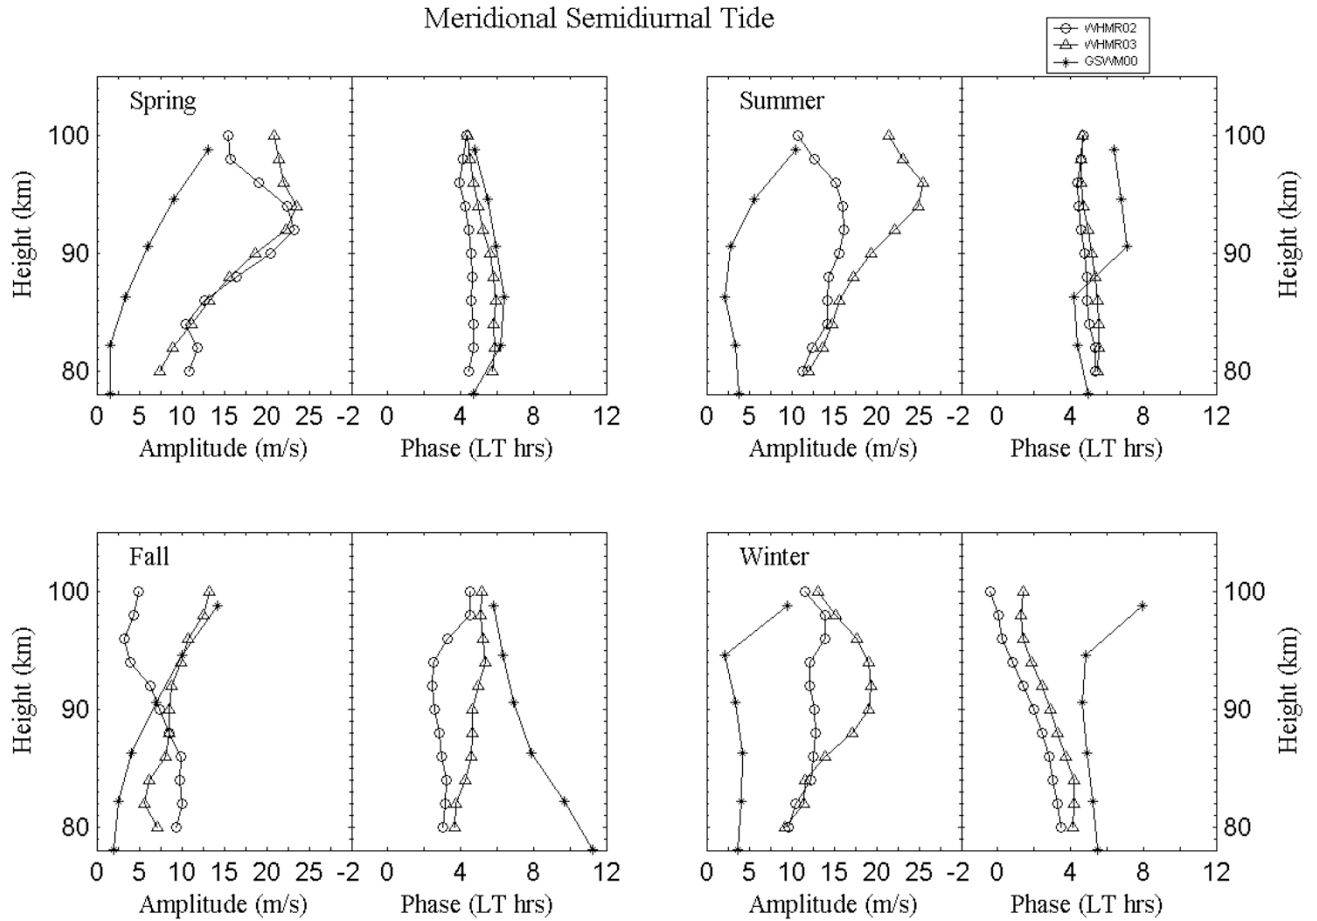 Meridional Semidiurnal Tide
WHMR02
WHMR03
GSWM00
Spring
Summer
100
90
80
Height (km)
100
90
80
Height (km)
0 5 10 15 20 25 -2 0 4 8 12
0 5 10 15 20 25 -2 0 4 8 12
Amplitude (m/s) Phase (LT hrs)
Amplitude (m/s) Phase (LT hrs)
Fall
Winter
100
90
80
Height (km)
100
90
80
Height (km)
0 5 10 15 20 25 -2 0 4 8 12
0 5 10 15 20 25 -2 0 4 8 12
Amplitude (m/s) Phase (LT hrs)
Amplitude (m/s) Phase (LT hrs)